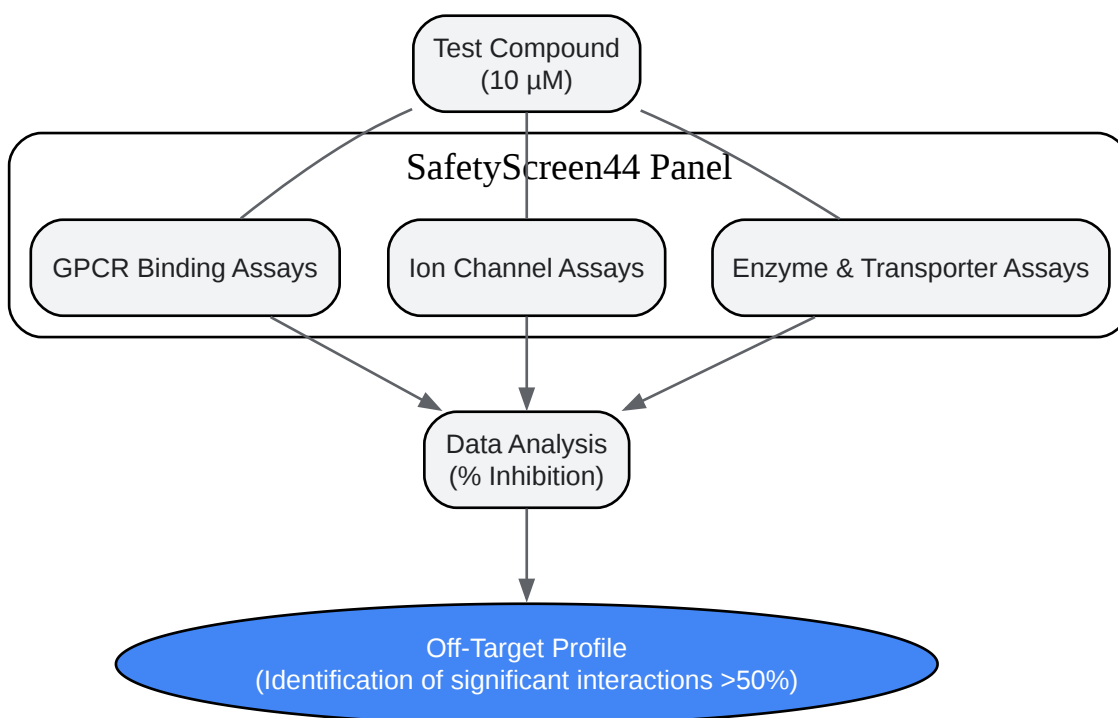 Test Compound
(10 µM)
SafetyScreen44 Panel
GPCR Binding Assays
Ion Channel Assays
Enzyme & Transporter Assays
Data Analysis
(% Inhibition)
Off-Target Profile
(Identification of significant interactions >50%)